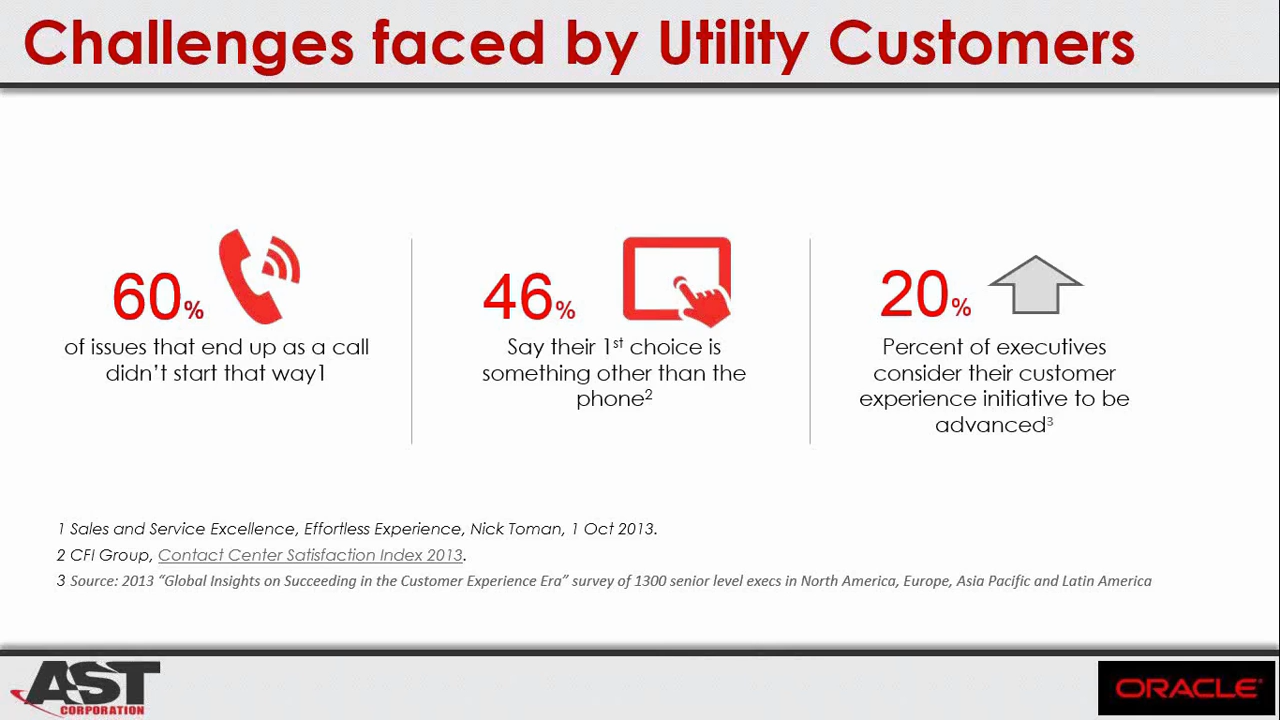 Challenges faced by Utility Customers
60%
of issues that end up as a call
didn't start that way1
46%
Say their 1st choice is
something other than the
phone2
20%
Percent of executives
consider their customer
experience initiative to be
advanced3
1 Sales and Service Excellence, Effortless Experience, Nick Toman, 1 Oct 2013.
2 CFI Group, Contact Center Satisfaction Index 2013.
3 Source: 2013 “Global Insights on Succeeding in the Customer Experience Era” survey of 1300 senior level execs in North America, Europe, Asia Pacific and Latin America
AST
CORPORATION
ORACLE